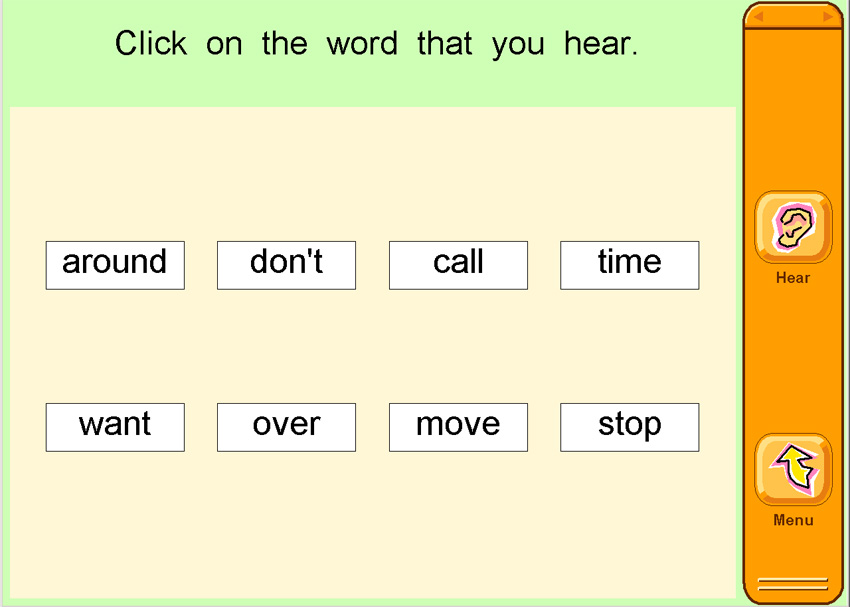 Click on the word that you hear.
around don't call time
Hear
want over move stop
Menu